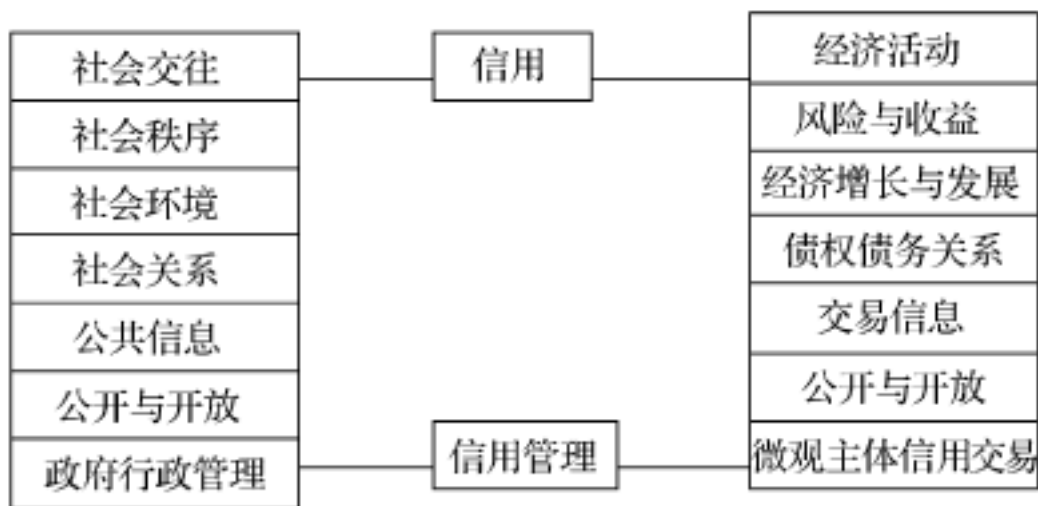 社会交往
社会秩序
社会环境
社会关系
公共信息
公开与开放
政府行政管理
信用
信用管理
经济活动
风险与收益
经济增长与发展
债权债务关系
交易信息
公开与开放
微观主体信用交易